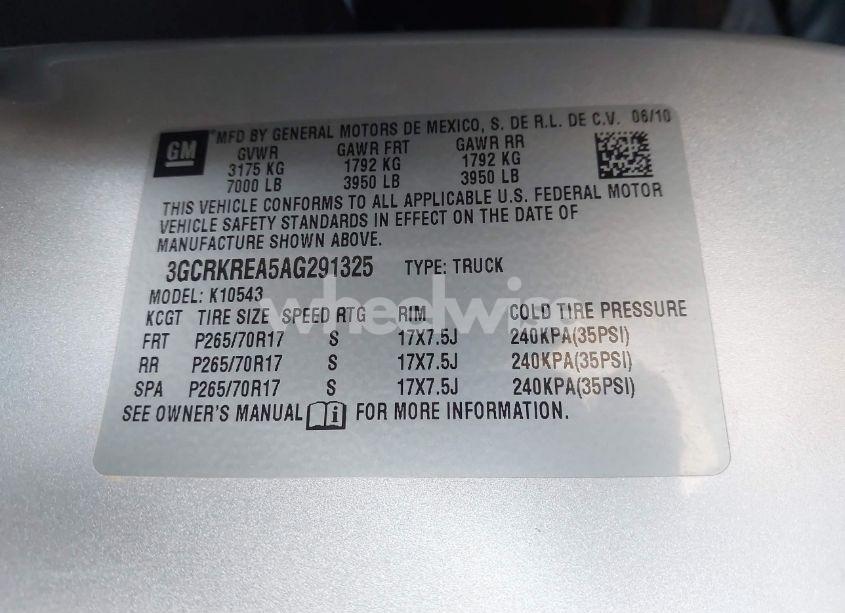 GM
MFD BY GENERAL MOTORS DE MEXICO, S. DE R.L. DE C.V. 06/10
GVWR GAWR FRT GAWR RR
3175 KG 1792 KG 1792 KG
7000 LB 3950 LB 3950 LB
THIS VEHICLE CONFORMS TO ALL APPLICABLE U.S. FEDERAL MOTOR
VEHICLE SAFETY STANDARDS IN EFFECT ON THE DATE OF
MANUFACTURE SHOWN ABOVE.
3GCRKREA5AG291325 TYPE: TRUCK
MODEL: K10543
KCGT TIRE SIZE SPEED RTG RIM COLD TIRE PRESSURE
FRT P265/70R17 S 17X7.5J 240KPA(35PSI)
RR P265/70R17 S 17X7.5J 240KPA(35PSI)
SPA P265/70R17 S 17X7.5J 240KPA(35PSI)
SEE OWNER'S MANUAL i FOR MORE INFORMATION.